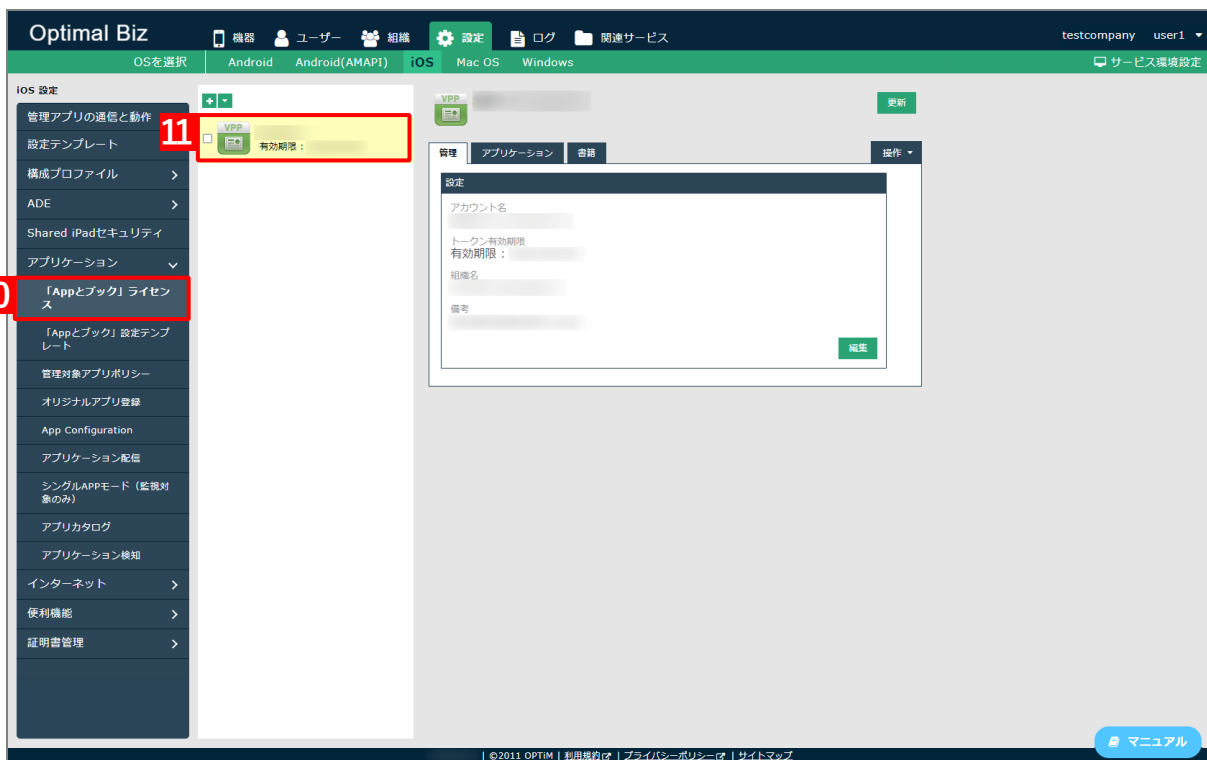 Optimal Biz
機器 ユーザー 組織 設定 ログ 関連サービス
testcompany user1
OSを選択 Android Android(AMAPI) iOS Mac OS Windows サービス環境設定
iOS 設定
管理アプリの通信と動作
設定テンプレート
構成プロファイル
ADE
Shared iPadセキュリティ
アプリケーション
0
「Appとブック」ライセン
ス
「Appとブック」設定テンプ
レート
管理対象アプリポリシー
オリジナルアプリ登録
App Configuration
アプリケーション配信
シングルAPPモード（監視対
象のみ）
アプリカタログ
アプリケーション検知
インターネット
便利機能
証明書管理
11
VPP
有効期限：
VPP
更新
管理 アプリケーション 書籍 操作
設定
アカウント名
トークン有効期限
有効期限：
組織名
備考
編集
マニュアル
| ©2011 OPTiM | 利用規約 | プライバシーポリシー | サイトマップ